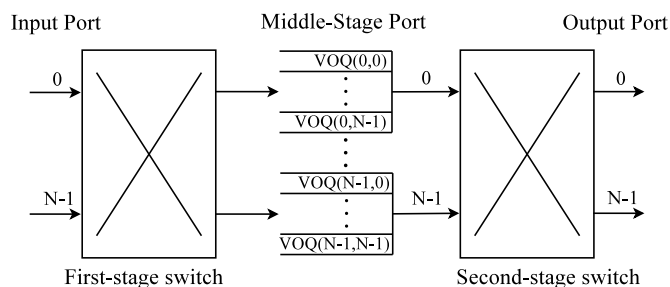 Input Port
Middle-Stage Port
Output Port
0
VOQ(0,0)
0
0
VOQ(0,N-1)
N-1
VOQ(N-1,0)
N-1
N-1
VOQ(N-1,N-1)
First-stage switch
Second-stage switch